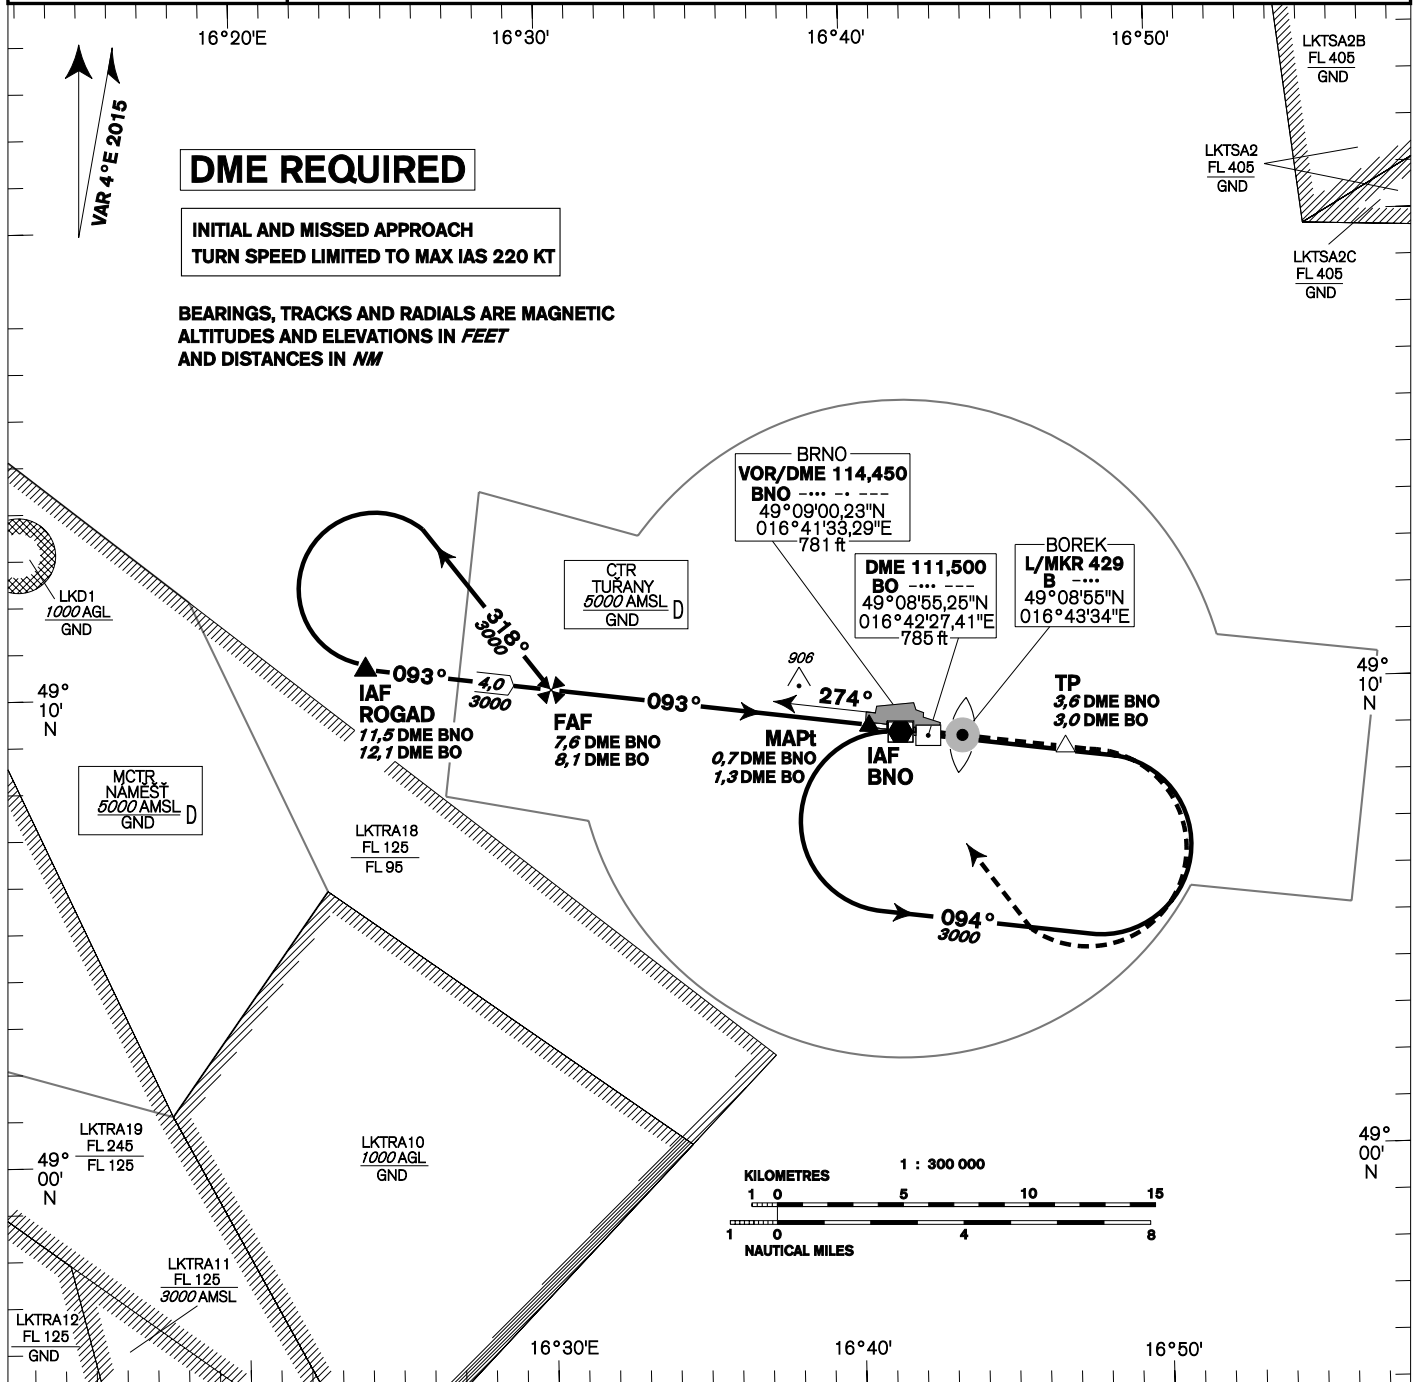 16°20'E
16°30'
16°40'
16°50'
LKTSA2B
FL 405
GND
VAR 4°E 2015
LKTSA2
FL 405
GND
DME REQUIRED
INITIAL AND MISSED APPROACH
TURN SPEED LIMITED TO MAX IAS 220 KT
LKTSA2C
FL 405
GND
BEARINGS, TRACKS AND RADIALS ARE MAGNETIC
ALTITUDES AND ELEVATIONS IN FEET
AND DISTANCES IN NM
BRNO
VOR/DME 114,450
BNO -••• -• ---
49°09'00,23"N
016°41'33,29"E
781 ft
DME 111,500
BO -••• ---
49°08'55,25"N
016°42'27,41"E
785 ft
BOREK
L/MKR 429
B -•••
49°08'55"N
016°43'34"E
CTR
TUŘANY
5000 AMSL
GND
D
LKD1
1000 AGL
GND
318°
3000
906
093°
4,0
3000
093°
274°
49°
10'
N
49°
10'
N
IAF
ROGAD
11,5 DME BNO
12,1 DME BO
FAF
7,6 DME BNO
8,1 DME BO
MAPt
0,7 DME BNO
1,3 DME BO
IAF
BNO
TP
3,6 DME BNO
3,0 DME BO
MCTR
NÁMĚŠŤ
5000 AMSL
GND
D
LKTRA18
FL 125
FL 95
094°
3000
LKTRA19
FL 245
FL 125
LKTRA10
1000 AGL
GND
49°
00'
N
49°
00'
N
1 : 300 000
KILOMETRES
1 0 5 10 15
1 0 4 8
NAUTICAL MILES
LKTRA11
FL 125
3000 AMSL
LKTRA12
FL 125
GND
16°30'E
16°40'
16°50'